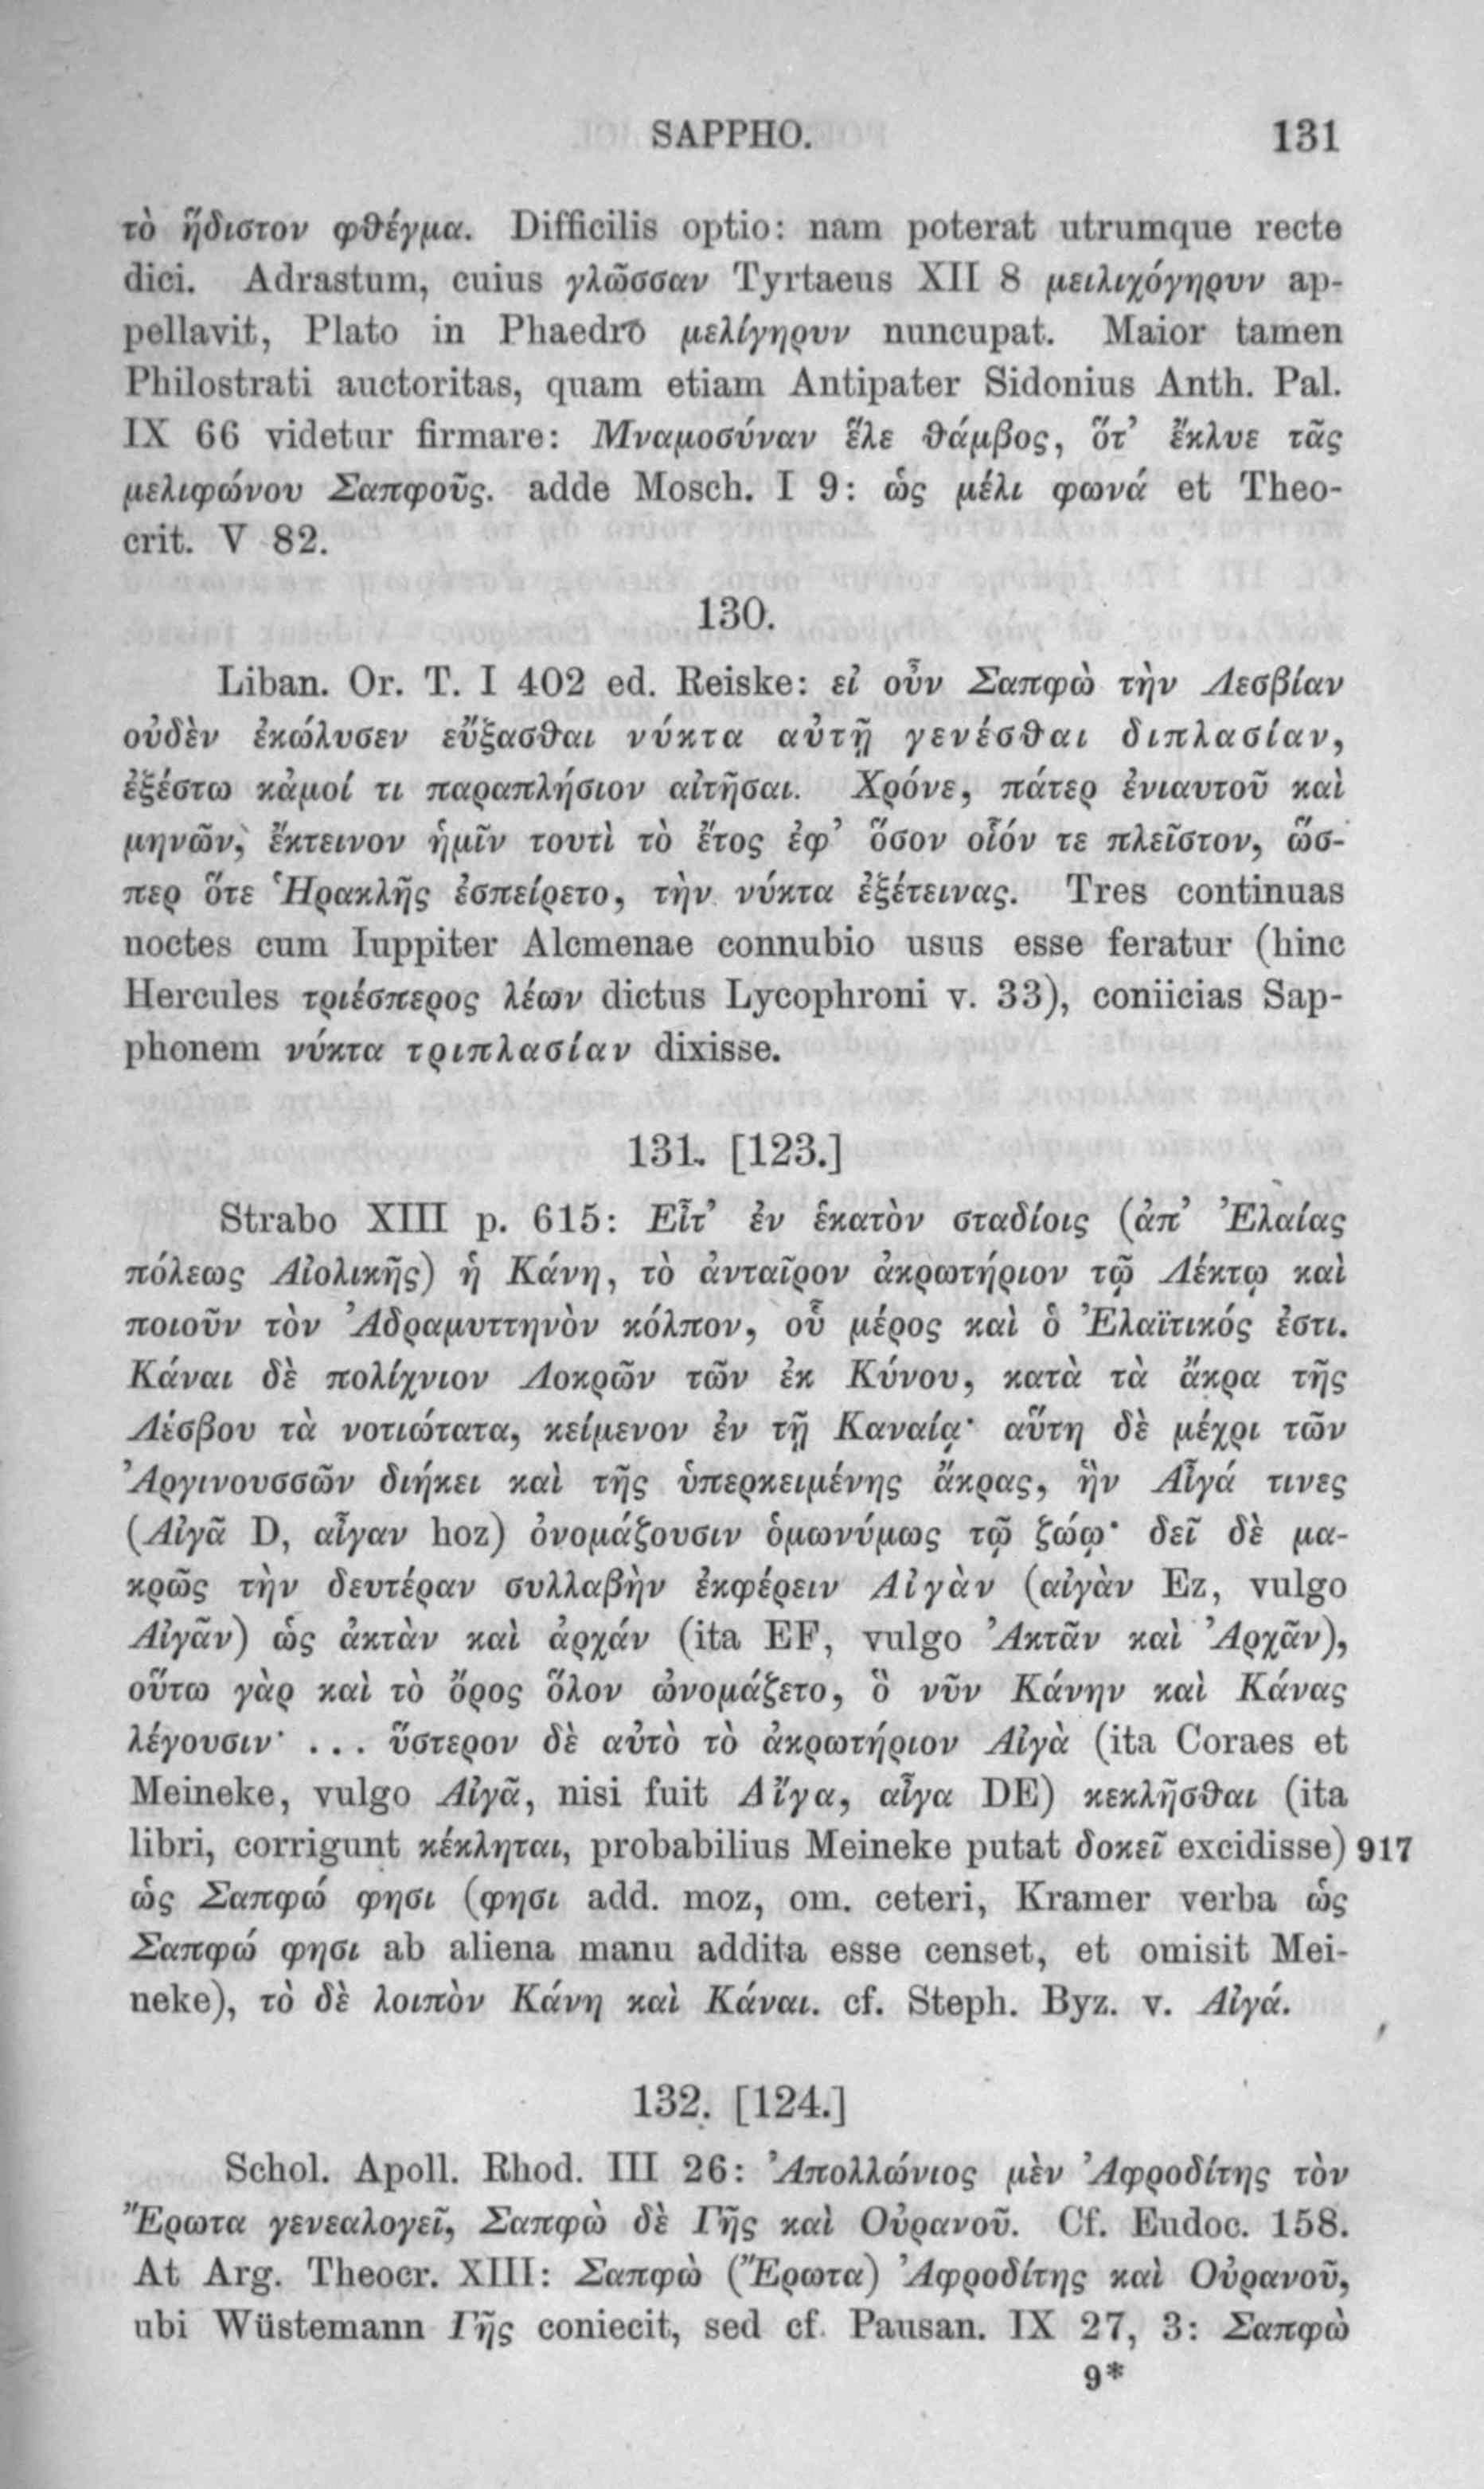 SAPPHO. 131
τὸ ἥδιστον φθέγμα. Difficilis optio: nam poterat utrumque recte
dici. Adrastum, cuius γλῶσσαν Tyrtaeus XII 8 μειλιχόγηρυν ap-
pellavit, Plato in Phaedro μελίγηρυν nuncupat. Maior tamen
Philostrati auctoritas, quam etiam Antipater Sidonius Anth. Pal.
IX 66 videtur firmare: Μναμοσύναν ἕλε θάμβος, ὅτ’ ἔκλυε τᾶς
μελιφώνου Σαπφοῦς. adde Mosch. I 9: ὡς μέλι φωνά et Theo-
crit. V 82.
130.
Liban. Or. T. I 402 ed. Reiske: εἰ οὖν Σαπφὼ τὴν Λεσβίαν
οὐδὲν ἐκώλυσεν εὔξασθαι νύκτα αὐτῇ γενέσθαι διπλασίαν,
ἐξέστω κἀμοί τι παραπλήσιον αἰτῆσαι. Χρόνε, πάτερ ἐνιαυτοῦ καὶ
μηνῶν, ἔκτεινον ἡμῖν τουτὶ τὸ ἔτος ἐφ’ ὅσον οἷόν τε πλεῖστον, ὥσ-
περ ὅτε Ἡρακλῆς ἐσπείρετο, τὴν νύκτα ἐξέτεινας. Tres continuas
noctes cum Iuppiter Alcmenae connubio usus esse feratur (hinc
Hercules τριέσπερος λέων dictus Lycophroni v. 33), coniicias Sap-
phonem νύκτα τριπλασίαν dixisse.
131. [123.]
Strabo XIII p. 615: Εἶτ’ ἐν ἑκατὸν σταδίοις (ἀπ’ Ἐλαίας
πόλεως Αἰολικῆς) ἡ Κάνη, τὸ ἀνταῖρον ἀκρωτήριον τῷ Λέκτῳ καὶ
ποιοῦν τὸν Ἀδραμυττηνὸν κόλπον, οὗ μέρος καὶ ὁ Ἐλαϊτικός ἐστι.
Κάναι δὲ πολίχνιον Λοκρῶν τῶν ἐκ Κύνου, κατὰ τὰ ἄκρα τῆς
Λέσβου τὰ νοτιώτατα, κείμενον ἐν τῇ Καναίᾳ· αὕτη δὲ μέχρι τῶν
Ἀργινουσσῶν διήκει καὶ τῆς ὑπερκειμένης ἄκρας, ἣν Αἶγά τινες
(Αἰγᾶ D, αἶγαν hoz) ὀνομάζουσιν ὁμωνύμως τῷ ζώῳ· δεῖ δὲ μα-
κρῶς τὴν δευτέραν συλλαβὴν ἐκφέρειν Αἰγὰν (αἰγὰν Ez, vulgo
Αἰγᾶν) ὡς ἀκτὰν καὶ ἀρχάν (ita EF, vulgo Ἀκτᾶν καὶ Ἀρχᾶν),
οὕτω γὰρ καὶ τὸ ὄρος ὅλον ὠνομάζετο, ὃ νῦν Κάνην καὶ Κάνας
λέγουσιν· ... ὕστερον δὲ αὐτὸ τὸ ἀκρωτήριον Αἰγὰ (ita Coraes et
Meineke, vulgo Αἰγᾶ, nisi fuit Αἴγα, αἶγα DE) κεκλῆσθαι (ita
libri, corrigunt κέκληται, probabilius Meineke putat δοκεῖ excidisse) 917
ὡς Σαπφώ φησι (φησι add. moz, om. ceteri, Kramer verba ὡς
Σαπφώ φησι ab aliena manu addita esse censet, et omisit Mei-
neke), τὸ δὲ λοιπὸν Κάνη καὶ Κάναι. cf. Steph. Byz. v. Αἰγά.
132. [124.]
Schol. Apoll. Rhod. III 26: Ἀπολλώνιος μὲν Ἀφροδίτης τὸν
Ἔρωτα γενεαλογεῖ, Σαπφὼ δὲ Γῆς καὶ Οὐρανοῦ. Cf. Eudoc. 158.
At Arg. Theocr. XIII: Σαπφὼ (Ἔρωτα) Ἀφροδίτης καὶ Οὐρανοῦ,
ubi Wüstemann Γῆς coniecit, sed cf. Pausan. IX 27, 3: Σαπφὼ
9*